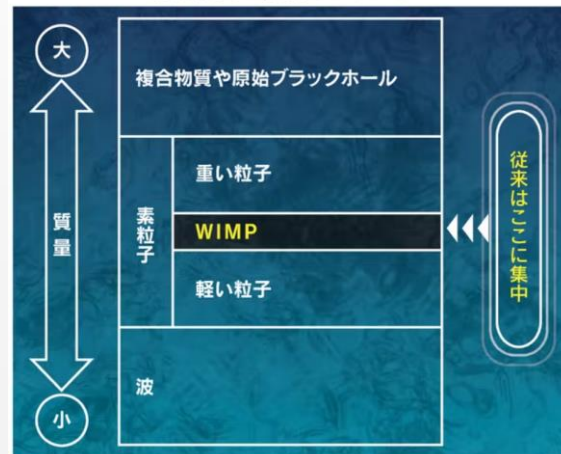 大
質量
小
複合物質や原始ブラックホール
素粒子
重い粒子
WIMP
軽い粒子
波
従来はここに集中